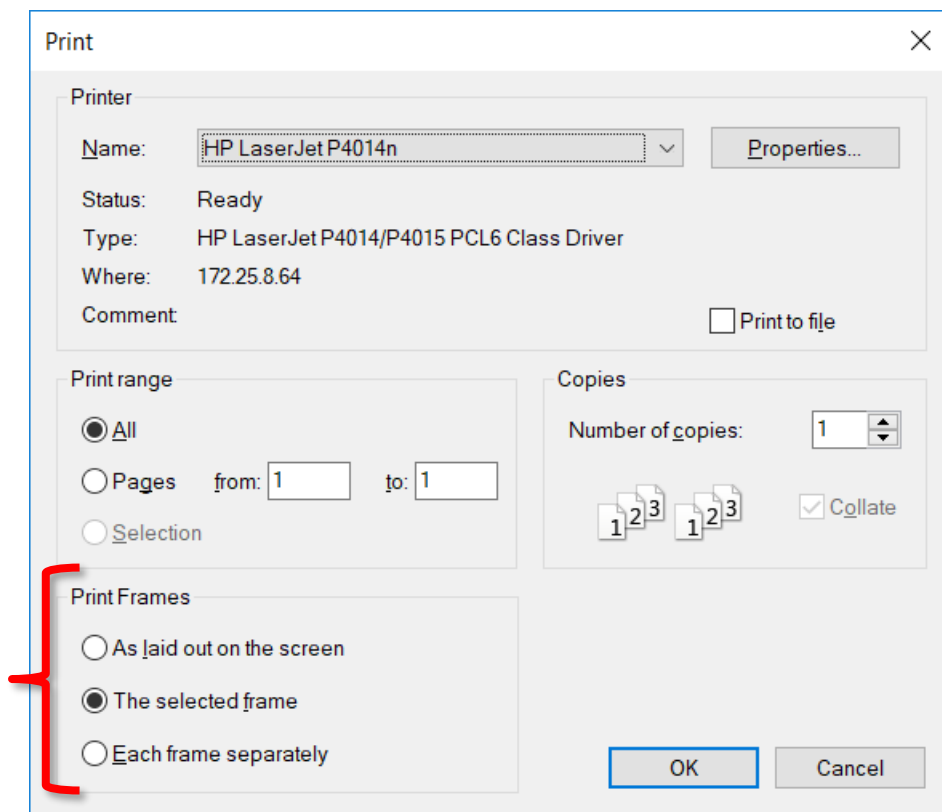 Print
Printer
Name: HP LaserJet P4014n Properties...
Status: Ready
Type: HP LaserJet P4014/P4015 PCL6 Class Driver
Where: 172.25.8.64
Comment:
Print to file
Print range
All
Pages from: 1 to: 1
Selection
Copies
Number of copies: 1
1 2 3 1 2 3 Collate
Print Frames
As laid out on the screen
The selected frame
Each frame separately
OK Cancel